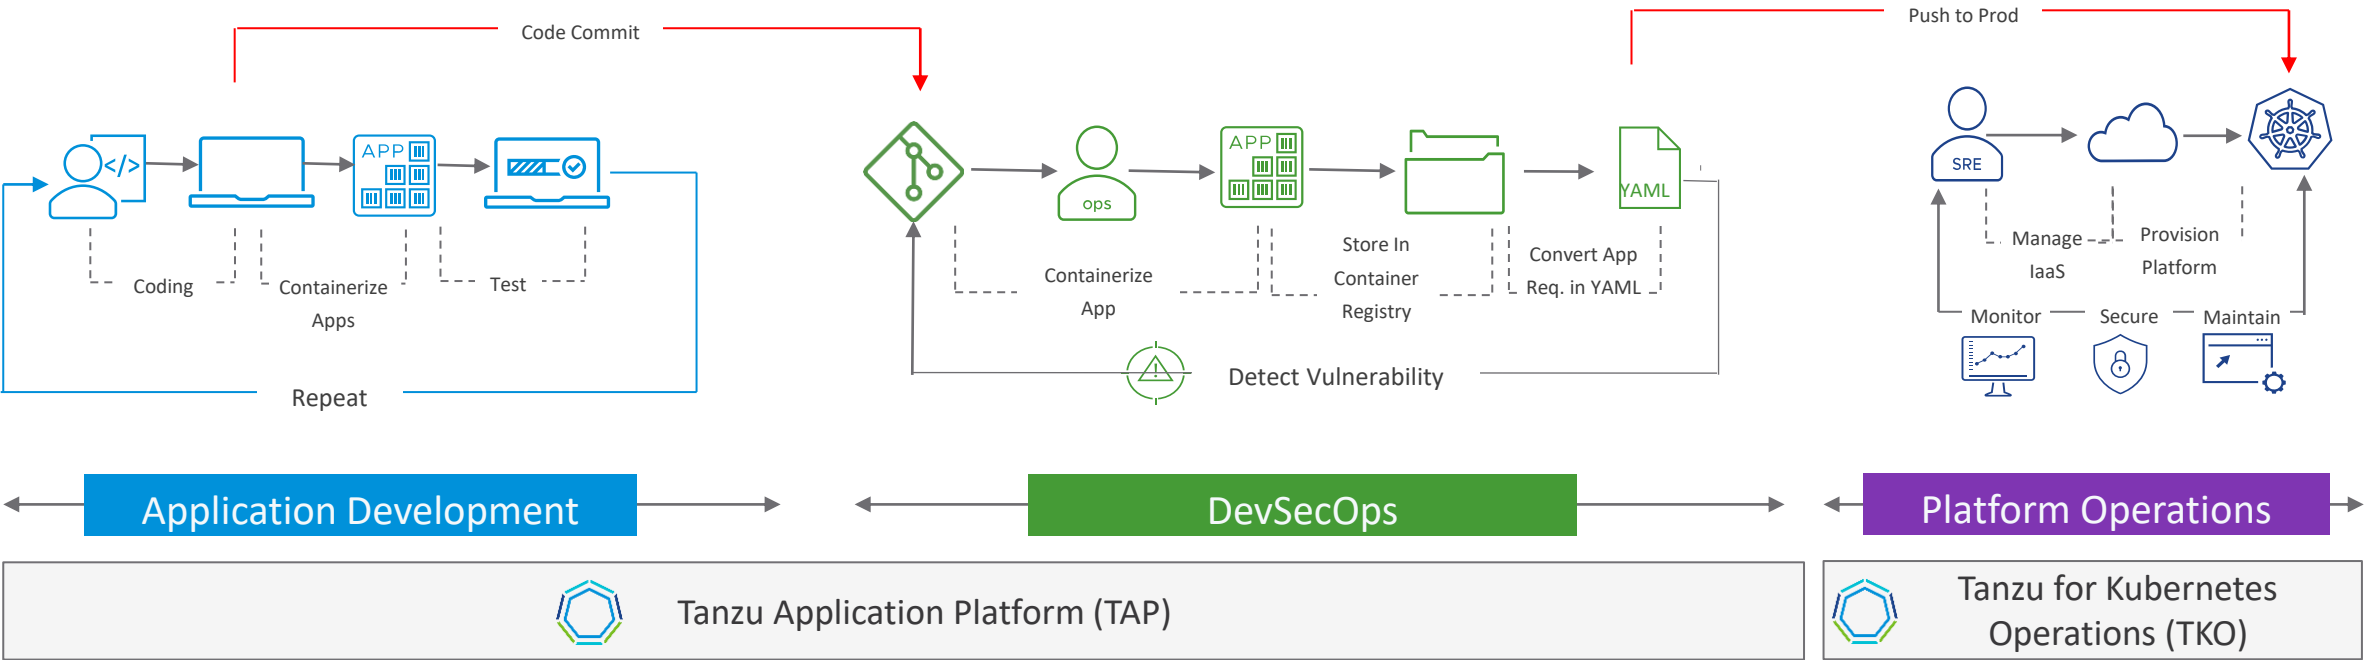 Code Commit
Push to Prod
</>
APP
APP
ops
YAML
SRE
Coding
Containerize
Apps
Test
Repeat
Containerize
App
Store In
Container
Registry
Convert App
Req. in YAML
Detect Vulnerability
Manage
IaaS
Provision
Platform
Monitor
Secure
Maintain
Application Development
DevSecOps
Platform Operations
Tanzu Application Platform (TAP)
Tanzu for Kubernetes
Operations (TKO)